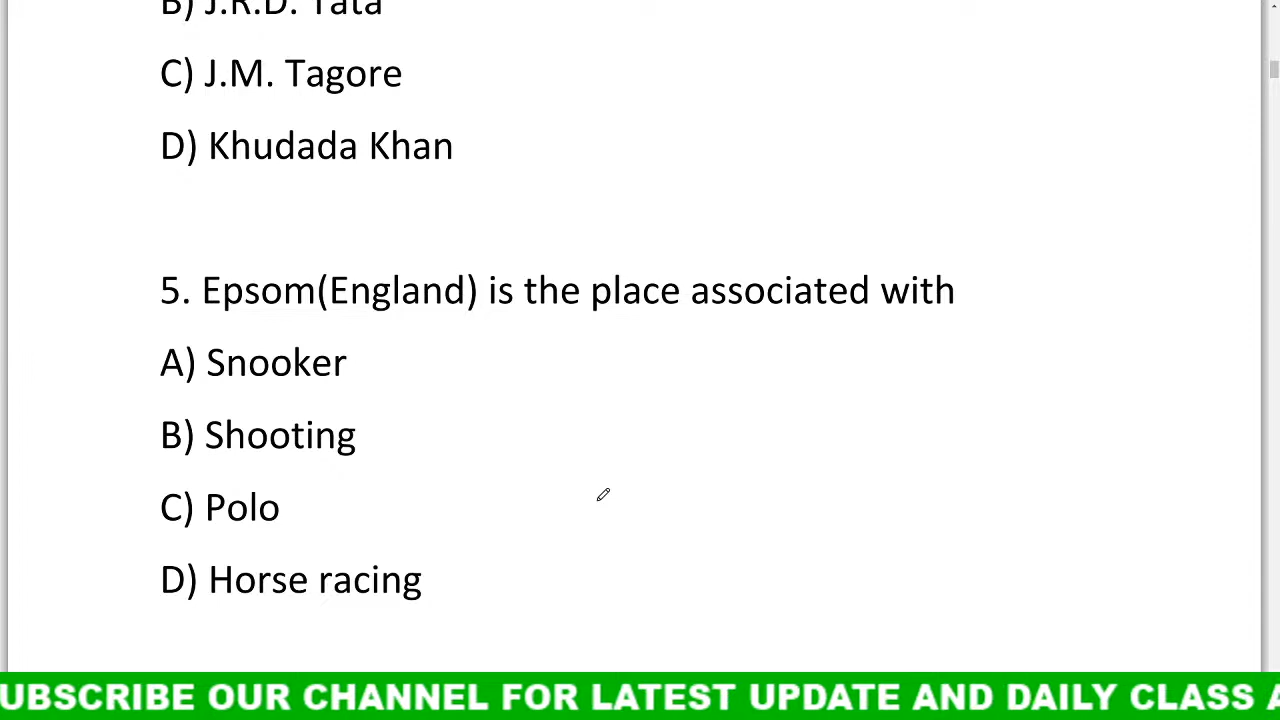 B) J.R.D. Tata
C) J.M. Tagore
D) Khudada Khan
5. Epsom(England) is the place associated with
A) Snooker
B) Shooting
C) Polo
D) Horse racing
UBSCRIBE OUR CHANNEL FOR LATEST UPDATE AND DAILY CLASS A